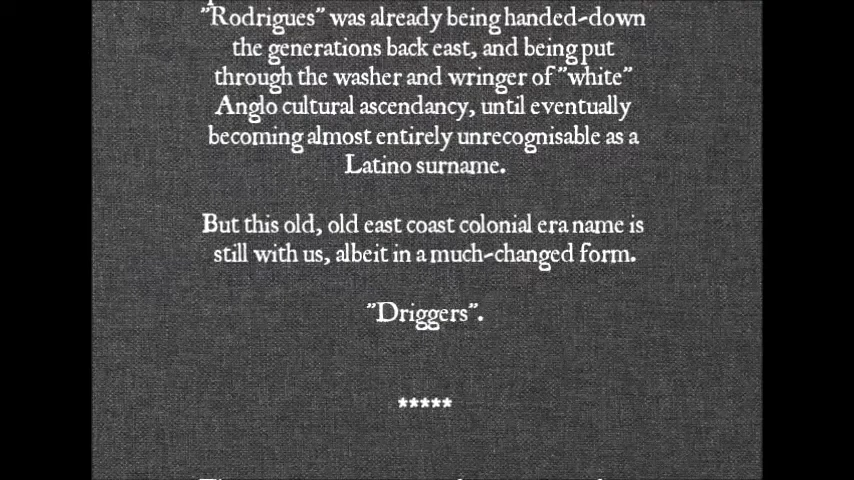 "Rodrigues" was already being handed-down
the generations back east, and being put
through the washer and wringer of "white"
Anglo cultural ascendancy, until eventually
becoming almost entirely unrecognisable as a
Latino surname.
But this old, old east coast colonial era name is
still with us, albeit in a much-changed form.
"Driggers".
*****